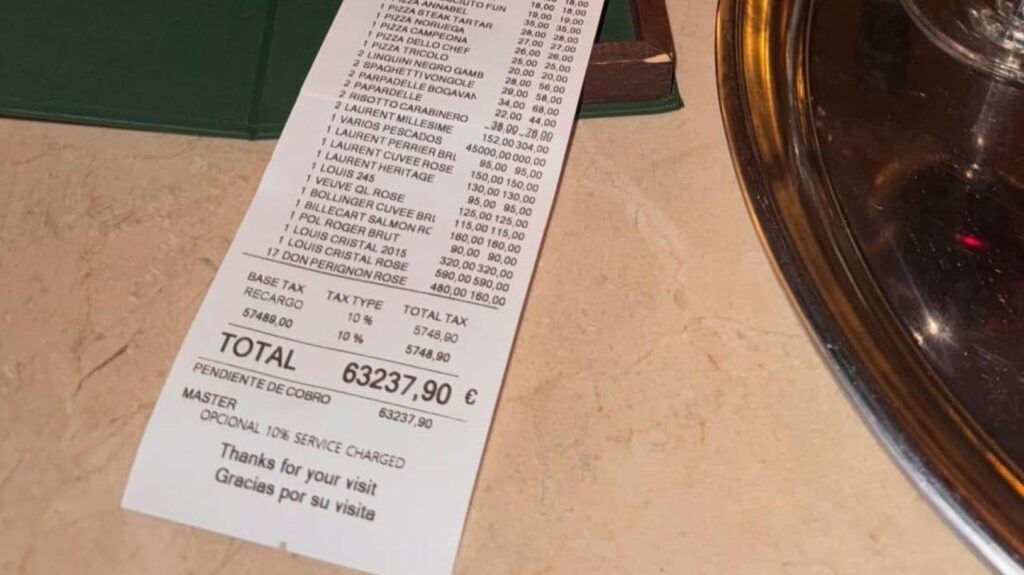 CIUTO FUN 18,00 18,00
1 PIZZA ANNABEL 19,00 19,00
1 PIZZA STEAK TARTAR 35,00 35,00
1 PIZZA NORUEGA 28,00 28,00
1 PIZZA CAMPEONA 27,00 27,00
1 PIZZA DELLO CHEF 26,00 26,00
1 PIZZA TRICOLO 25,00 25,00
2 LINGUINI NEGRO GAMB 28,00 56,00
2 SPAGHETTI VONGOLE 29,00 58,00
2 PARPADELLE BOGAVAN 34,00 68,00
2 PAPARDELLE 22,00 44,00
2 RISOTTO CARABINERO
2 LAURENT MILLESIME 152,00 304,00
1 VARIOS PESCADOS 45000,00 000,00
1 LAURENT PERRIER BRU 95,00 95,00
1 LAURENT CUVEE ROSE 150,00 150,00
1 LAURENT HERITAGE 130,00 130,00
1 LOUIS 245 95,00 95,00
1 VEUVE QL ROSE 125,00 125,00
1 BOLLINGER CUVEE BRU 115,00 115,00
1 BILLECART SALMON RC 160,00 160,00
1 POL ROGER BRUT 90,00 90,00
1 LOUIS CRISTAL 2015 320,00 320,00
1 LOUIS CRISTAL ROSE 590,00 590,00
17 DON PERIGNON ROSE 480,00 160,00
BASE TAX TAX TYPE TOTAL TAX
RECARGO 10 % 5748,90
57489,00 10 % 5748,90
TOTAL 63237,90 €
PENDIENTE DE COBRO 63237,90
MASTER
OPCIONAL 10% SERVICE CHARGED
Thanks for your visit
Gracias por su visita